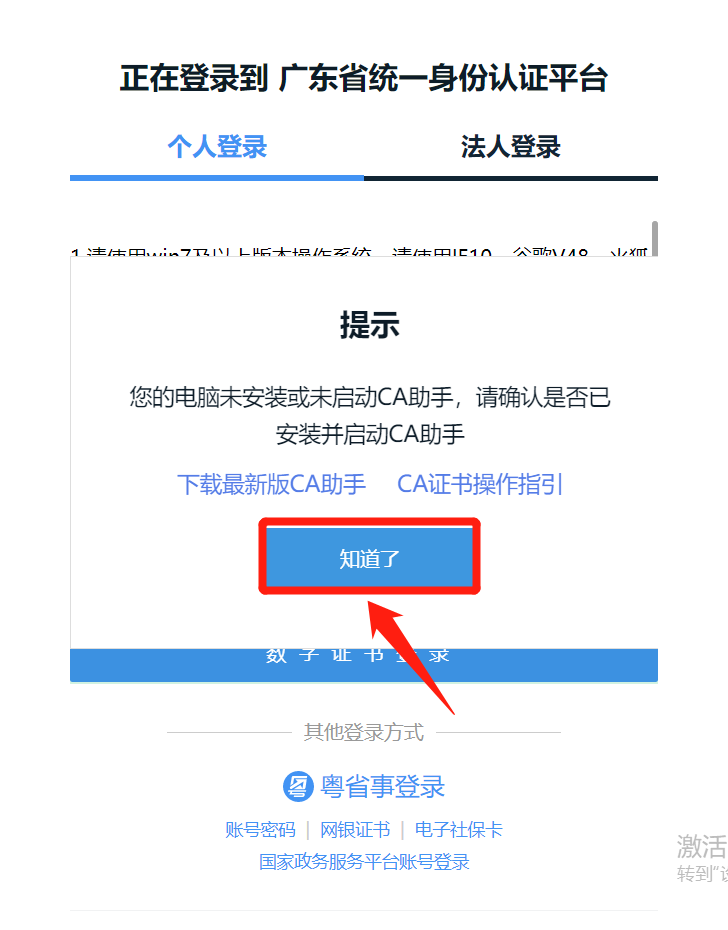 正在登录到 广东省统一身份认证平台
个人登录 法人登录
1.请使用win7及以上版本操作系统，请使用IE10、谷歌V48、火狐
提示
您的电脑未安装或未启动CA助手，请确认是否已
安装并启动CA助手
下载最新版CA助手 CA证书操作指引
知道了
数字证书登录
其他登录方式
粤 粤省事登录
账号密码 | 网银证书 | 电子社保卡
国家政务服务平台账号登录
激活
转到"设